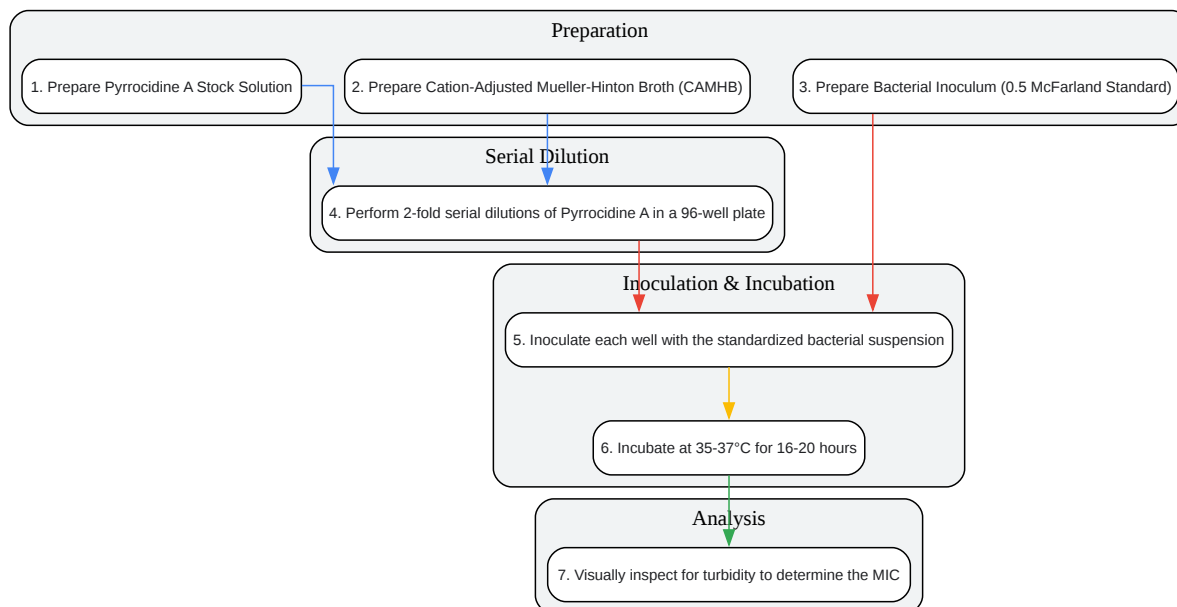 Preparation
1. Prepare Pyrrocidine A Stock Solution
2. Prepare Cation-Adjusted Mueller-Hinton Broth (CAMHB)
3. Prepare Bacterial Inoculum (0.5 McFarland Standard)
Serial Dilution
4. Perform 2-fold serial dilutions of Pyrrocidine A in a 96-well plate
Inoculation & Incubation
5. Inoculate each well with the standardized bacterial suspension
6. Incubate at 35-37°C for 16-20 hours
Analysis
7. Visually inspect for turbidity to determine the MIC